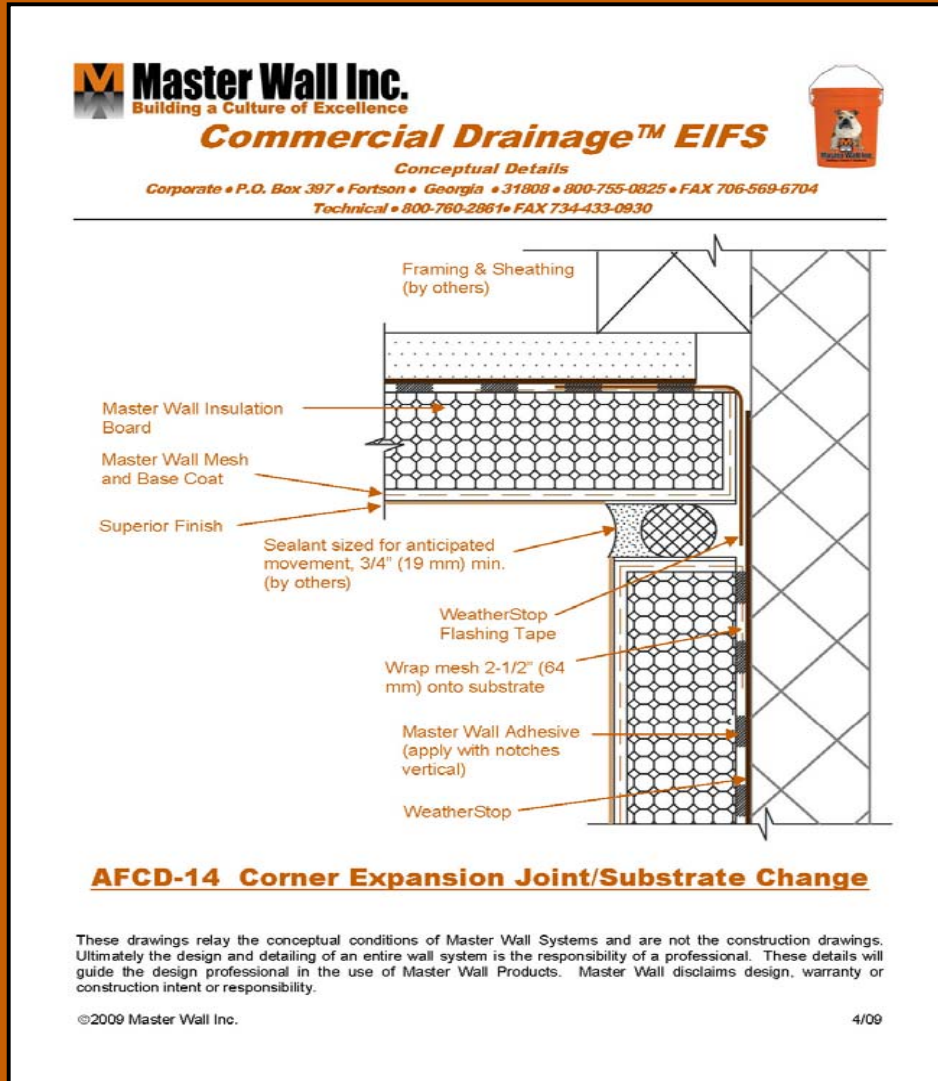 Master Wall Inc.
Building a Culture of Excellence
Commercial Drainage™ EIFS
Conceptual Details
Corporate • P.O. Box 397 • Fortson • Georgia • 31808 • 800-755-0825 • FAX 706-569-6704
Technical • 800-760-2861• FAX 734-433-0930
Master Wall Inc.
Framing & Sheathing
(by others)
Master Wall Insulation
Board
Master Wall Mesh
and Base Coat
Superior Finish
Sealant sized for anticipated
movement, 3/4" (19 mm) min.
(by others)
WeatherStop
Flashing Tape
Wrap mesh 2-1/2" (64
mm) onto substrate
Master Wall Adhesive
(apply with notches
vertical)
WeatherStop
AFCD-14 Corner Expansion Joint/Substrate Change
These drawings relay the conceptual conditions of Master Wall Systems and are not the construction drawings.
Ultimately the design and detailing of an entire wall system is the responsibility of a professional. These details will
guide the design professional in the use of Master Wall Products. Master Wall disclaims design, warranty or
construction intent or responsibility.
©2009 Master Wall Inc.
4/09